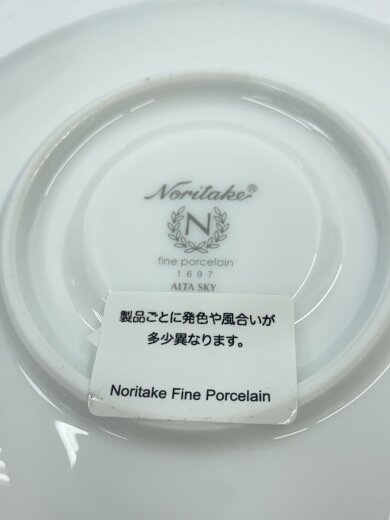 Noritake®
N
fine porcelain
1697
ALTA SKY
製品ごとに発色や風合いが
多少異なります。
Noritake Fine Porcelain